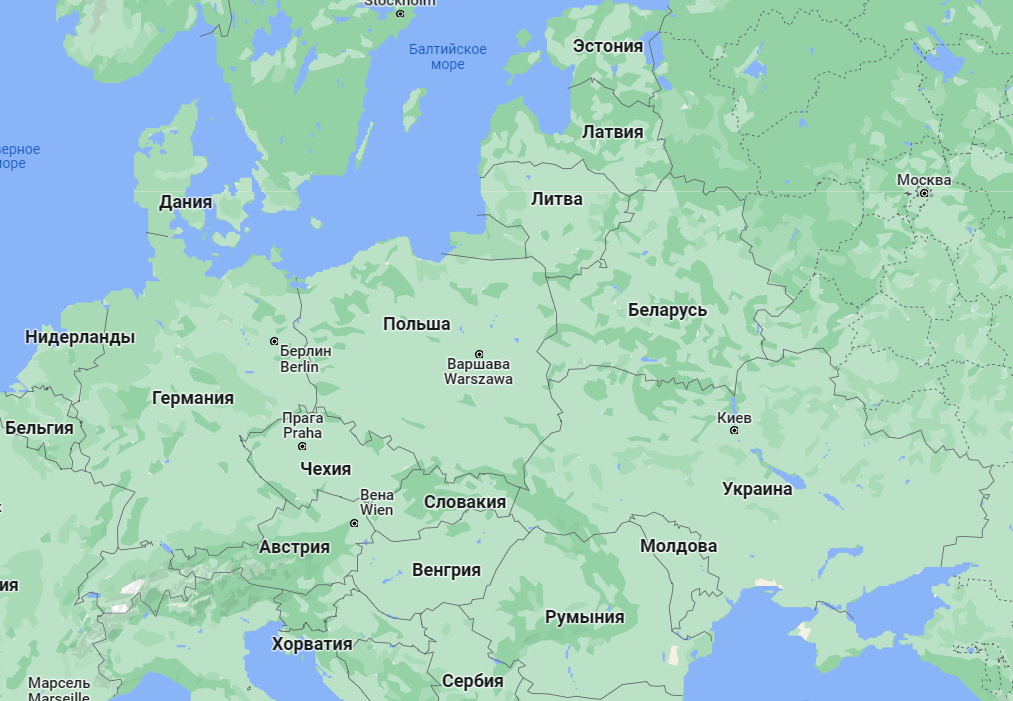 Stockholm
Балтийское
море
Эстония
Латвия
Москва
Дания
Литва
Беларусь
Польша
Нидерланды
Берлин
Berlin
Варшава
Warszawa
Германия
Прага
Praha
Киев
Бельгия
Чехия
Украина
Вена
Wien
Словакия
Австрия
Молдова
Венгрия
Румыния
Хорватия
Сербия
Марсель
Marseille